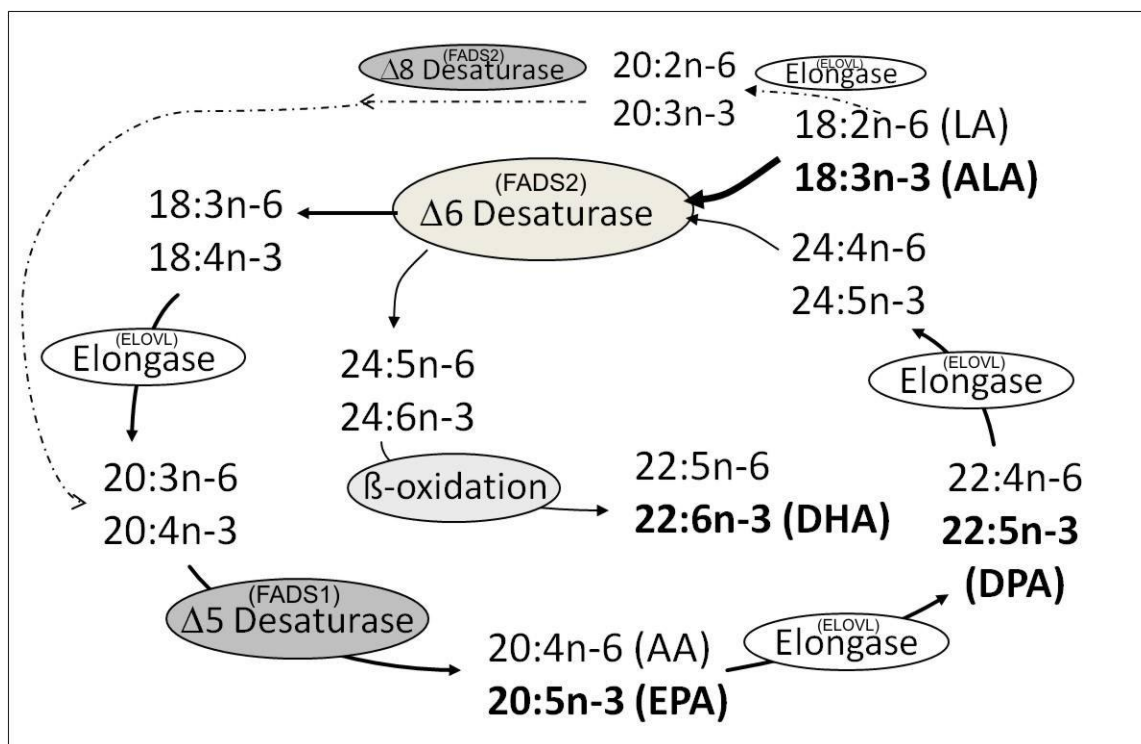 (FADS2)
Δ8 Desaturase
20:2n-6
20:3n-3
(ELOVL)
Elongase
18:2n-6 (LA)
18:3n-3 (ALA)
(FADS2)
Δ6 Desaturase
18:3n-6
18:4n-3
24:4n-6
24:5n-3
(ELOVL)
Elongase
24:5n-6
24:6n-3
(ELOVL)
Elongase
20:3n-6
20:4n-3
ß-oxidation
22:5n-6
22:6n-3 (DHA)
22:4n-6
22:5n-3
(DPA)
(FADS1)
Δ5 Desaturase
20:4n-6 (AA)
20:5n-3 (EPA)
(ELOVL)
Elongase